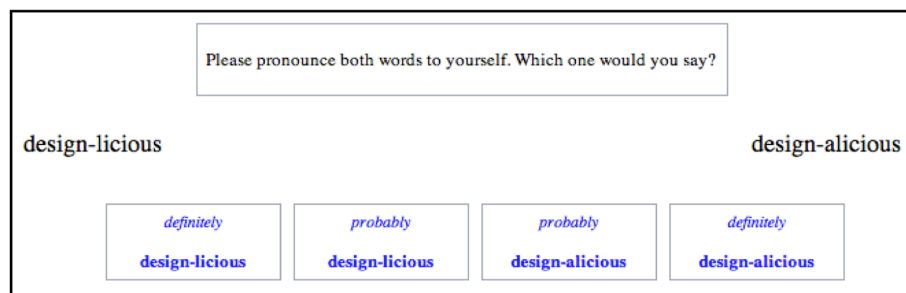 Please pronounce both words to yourself. Which one would you say?
design-licious design-alicious
definitely probably probably definitely
design-licious design-licious design-alicious design-alicious